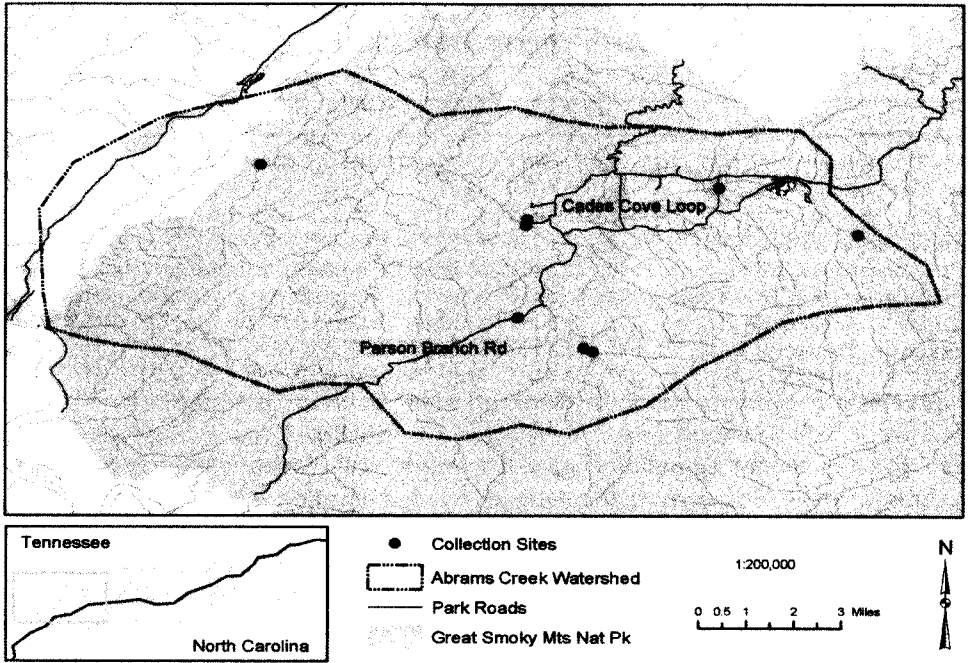 Cades Cove Loop
Parson Branch Rd
Tennessee
North Carolina
Collection Sites
Abrams Creek Watershed
Park Roads
Great Smoky Mts Nat Pk
1:200,000
0 0.5 1 2 3 Miles
N